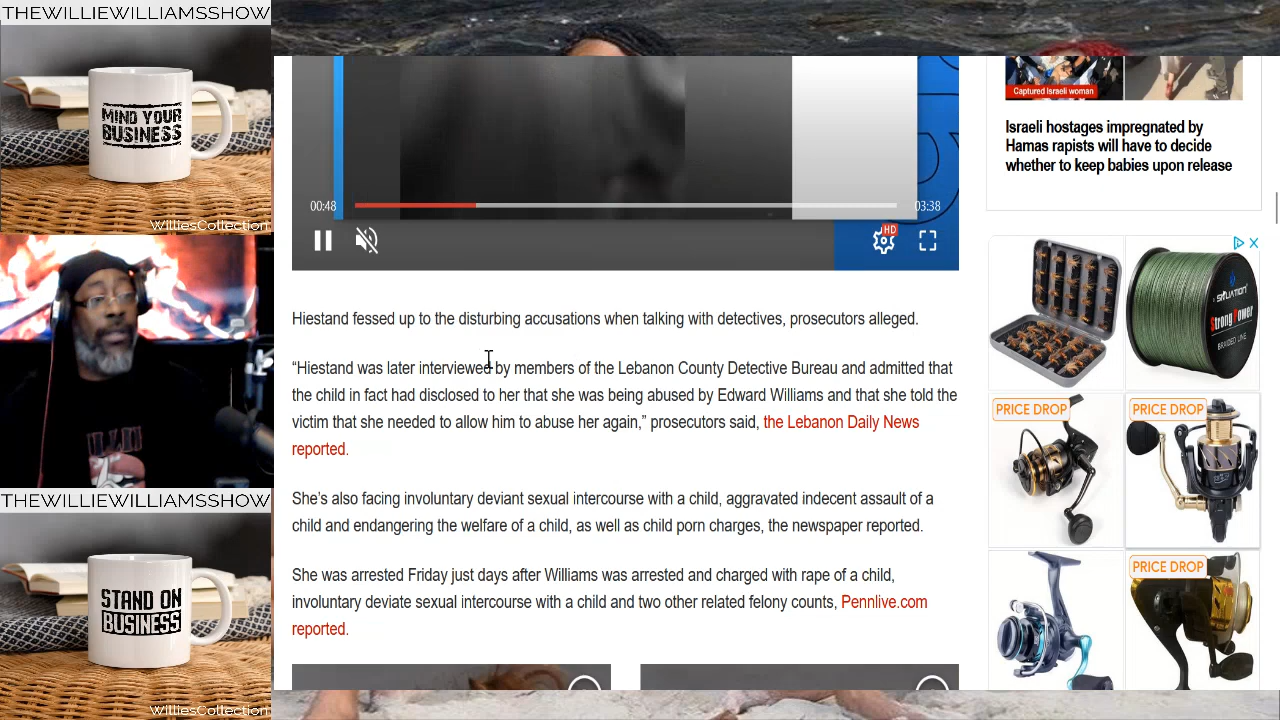 THEWILLIEWILLIAMSSHOW
MIND YOUR
BUSINESS
WilliesCollection
THEWILLIEWILLIAMSSHOW
STAND ON
BUSINESS
WilliesCollection
00:48
03:38
HD
Hiestand fessed up to the disturbing accusations when talking with detectives, prosecutors alleged.
“Hiestand was later interviewed by members of the Lebanon County Detective Bureau and admitted that
the child in fact had disclosed to her that she was being abused by Edward Williams and that she told the
victim that she needed to allow him to abuse her again,” prosecutors said, the Lebanon Daily News
reported.
She’s also facing involuntary deviant sexual intercourse with a child, aggravated indecent assault of a
child and endangering the welfare of a child, as well as child porn charges, the newspaper reported.
She was arrested Friday just days after Williams was arrested and charged with rape of a child,
involuntary deviate sexual intercourse with a child and two other related felony counts, Pennlive.com
reported.
Captured Israeli woman
Israeli hostages impregnated by
Hamas rapists will have to decide
whether to keep babies upon release
Strong Power
BRAIDED LINE
PRICE DROP
PRICE DROP
PRICE DROP